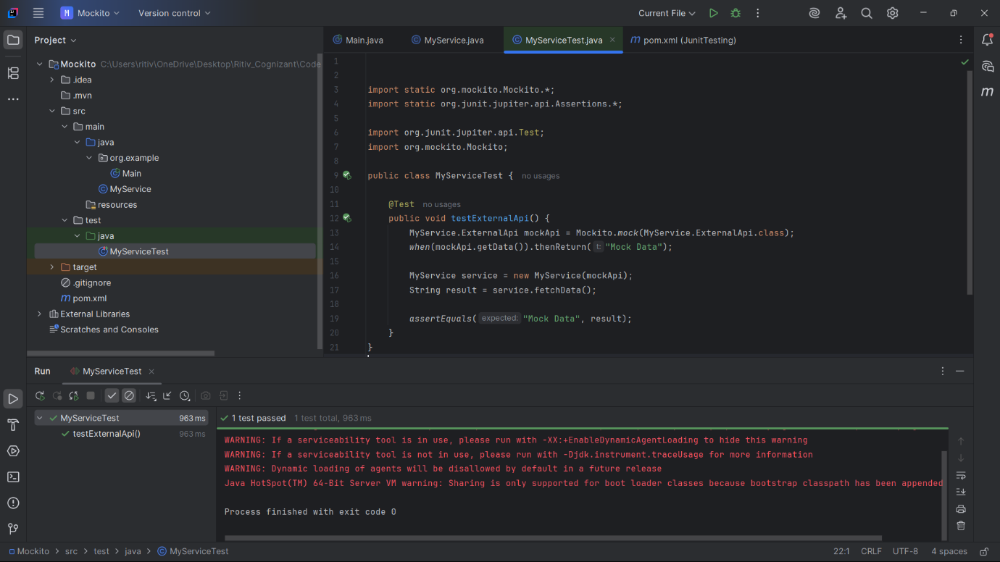 M Mockito Version control Current File
Project
Main.java MyService.java MyServiceTest.java pom.xml (JunitTesting)
Mockito C:\Users\ritiv\OneDrive\Desktop\Ritiv_Cognizant\Code
.idea
.mvn
src
main
java
org.example
Main
MyService
resources
test
java
MyServiceTest
target
.gitignore
pom.xml
External Libraries
Scratches and Consoles
1
2
3 import static org.mockito.Mockito.*;
4 import static org.junit.jupiter.api.Assertions.*;
5
6 import org.junit.jupiter.api.Test;
7 import org.mockito.Mockito;
8
9 public class MyServiceTest { no usages
10
11 @Test no usages
12 public void testExternalApi() {
13 MyService.ExternalApi mockApi = Mockito.mock(MyService.ExternalApi.class);
14 when(mockApi.getData()).thenReturn( t: "Mock Data");
15
16 MyService service = new MyService(mockApi);
17 String result = service.fetchData();
18
19 assertEquals( expected: "Mock Data", result);
20 }
21 }
Run MyServiceTest
MyServiceTest 963 ms
testExternalApi() 963 ms
1 test passed 1 test total, 963 ms
WARNING: If a serviceability tool is in use, please run with -XX:+EnableDynamicAgentLoading to hide this warning
WARNING: If a serviceability tool is not in use, please run with -Djdk.instrument.traceUsage for more information
WARNING: Dynamic loading of agents will be disallowed by default in a future release
Java HotSpot(TM) 64-Bit Server VM warning: Sharing is only supported for boot loader classes because bootstrap classpath has been appended
Process finished with exit code 0
Mockito > src > test > java > MyServiceTest 22:1 CRLF UTF-8 4 spaces